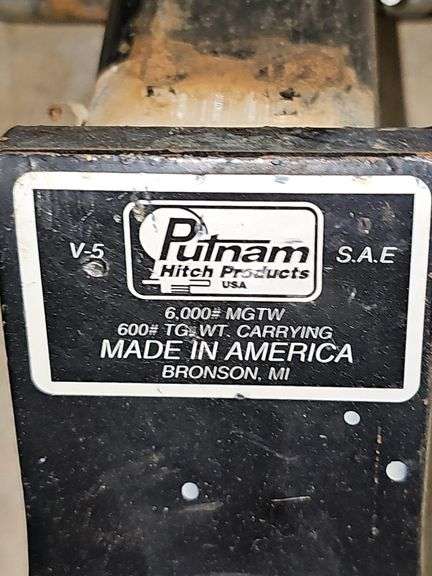 V-5
Putnam
Hitch Products
USA
S.A.E
6,000# MGTW
600# TG. WT. CARRYING
MADE IN AMERICA
BRONSON, MI